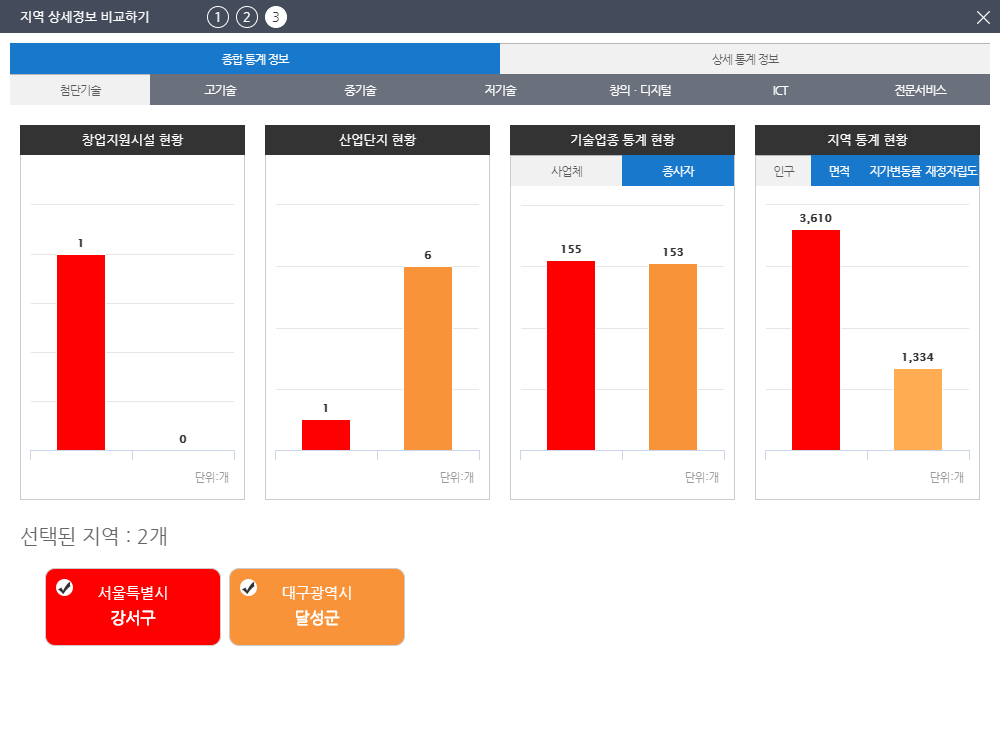 지역 상세정보 비교하기 1 2 3
종합 통계 정보 상세 통계 정보
첨단기술 고기술 중기술 저기술 창의 · 디지털 ICT 전문서비스
창업지원시설 현황
1
0
단위:개
산업단지 현황
6
1
단위:개
기술업종 통계 현황
사업체 종사자
155 153
단위:개
지역 통계 현황
인구 면적 지가변동률 재정자립도
3,610
1,334
단위:개
선택된 지역 : 2개
서울특별시
강서구
대구광역시
달성군